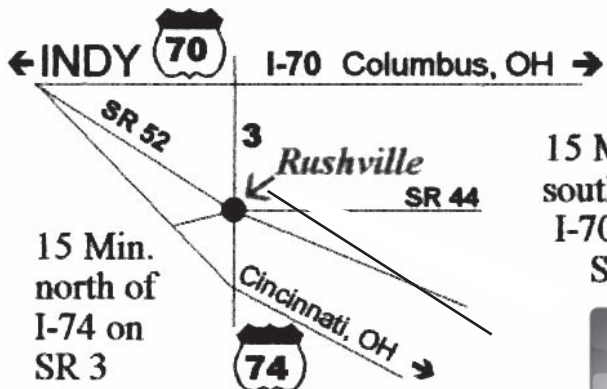 ←INDY 70 I-70 Columbus, OH →
SR 52
3
Rushville
SR 44
15
south
I-70
15 Min.
north of
I-74 on
SR 3
Cincinnati, OH →
74